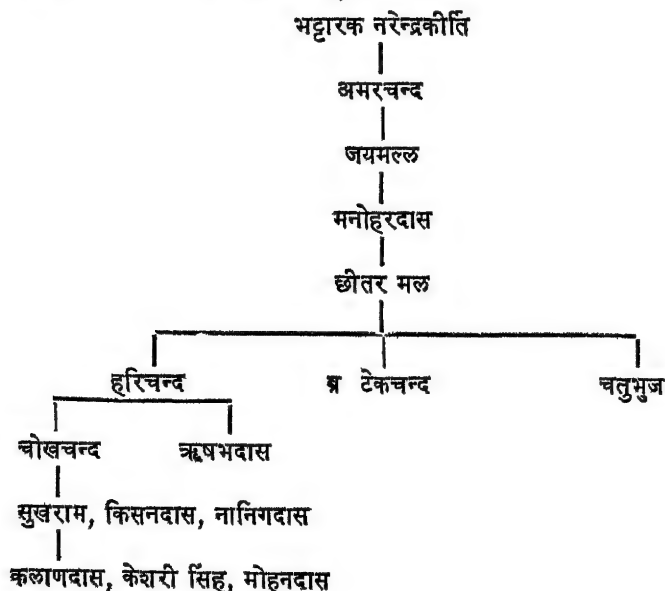 भट्टारक नरेन्द्रकीर्ति
अमरचन्द
जयमल्ल
मनोहरदास
छीतर मल
हरिचन्द ब्र टेकचन्द चतुभुज
चोखचन्द ऋषभदास
सुखराम, किसनदास, नानिगदास
कलाणदास, केशरी सिंह, मोहनदास